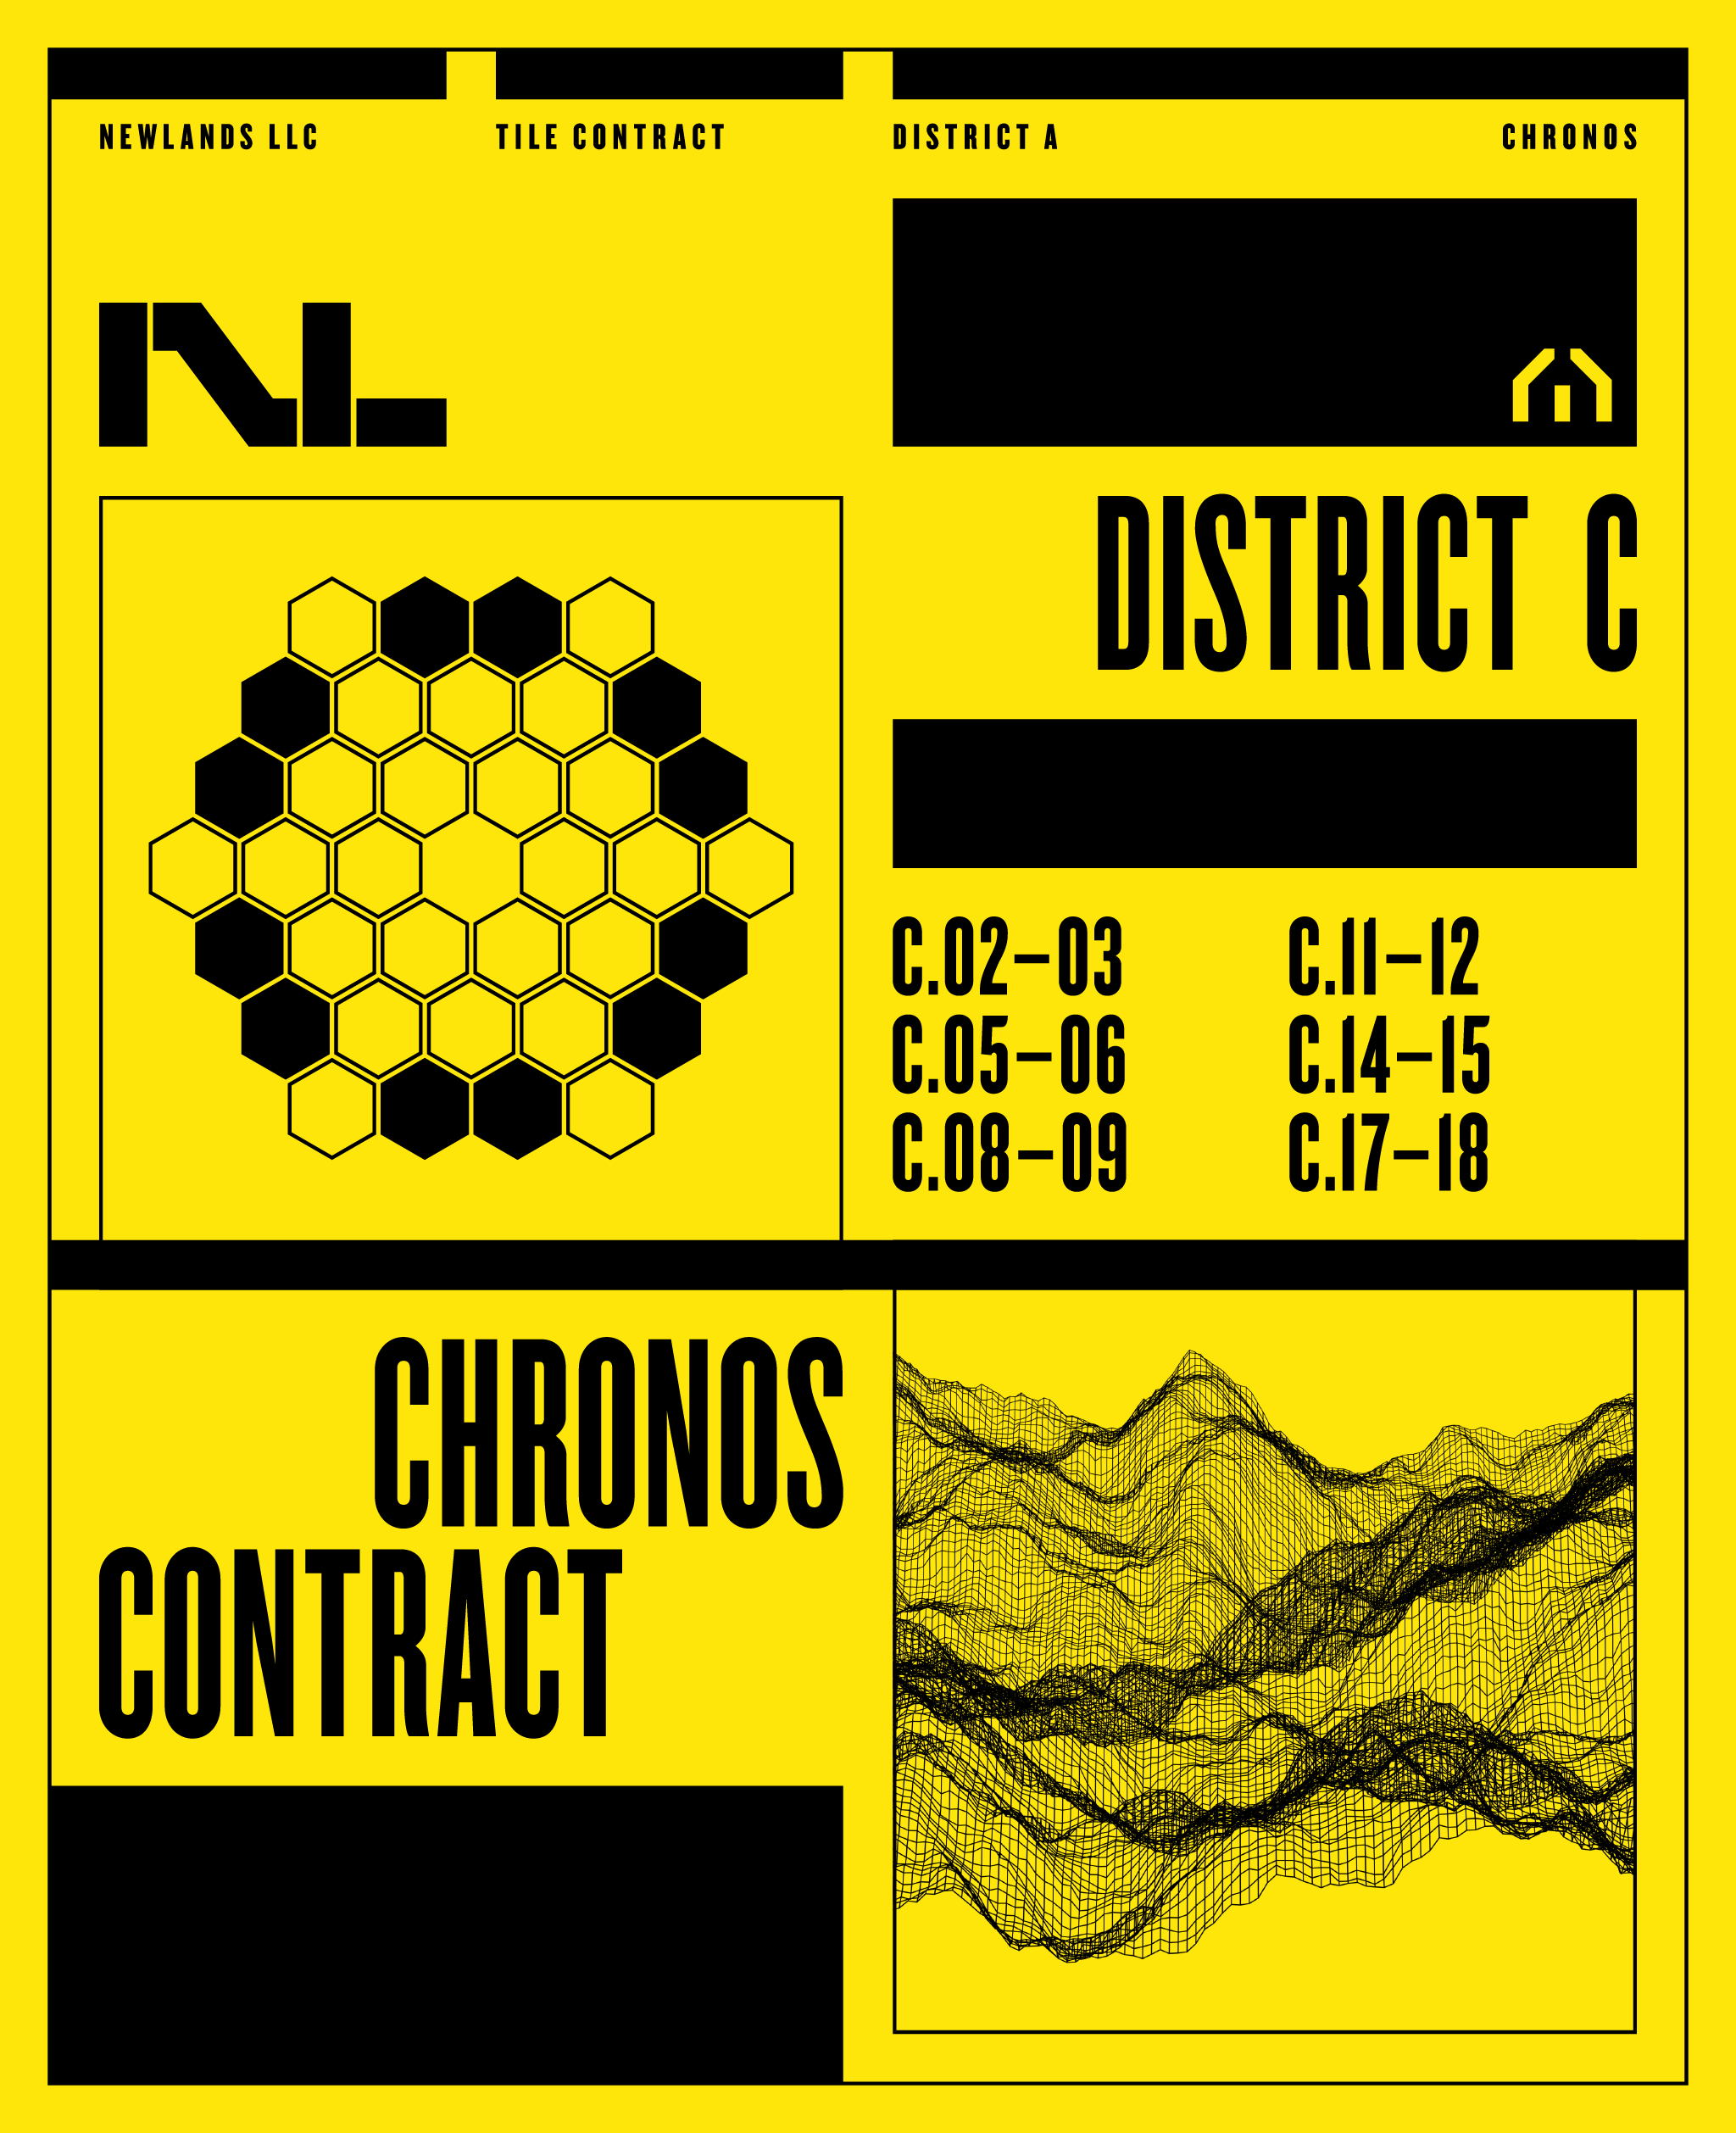 NEWLANDS LLC
TILE CONTRACT
DISTRICT A
CHRONOS
NL
DISTRICT C
C.02–03
C.05–06
C.08–09
C.11–12
C.14–15
C.17–18
CHRONOS
CONTRACT